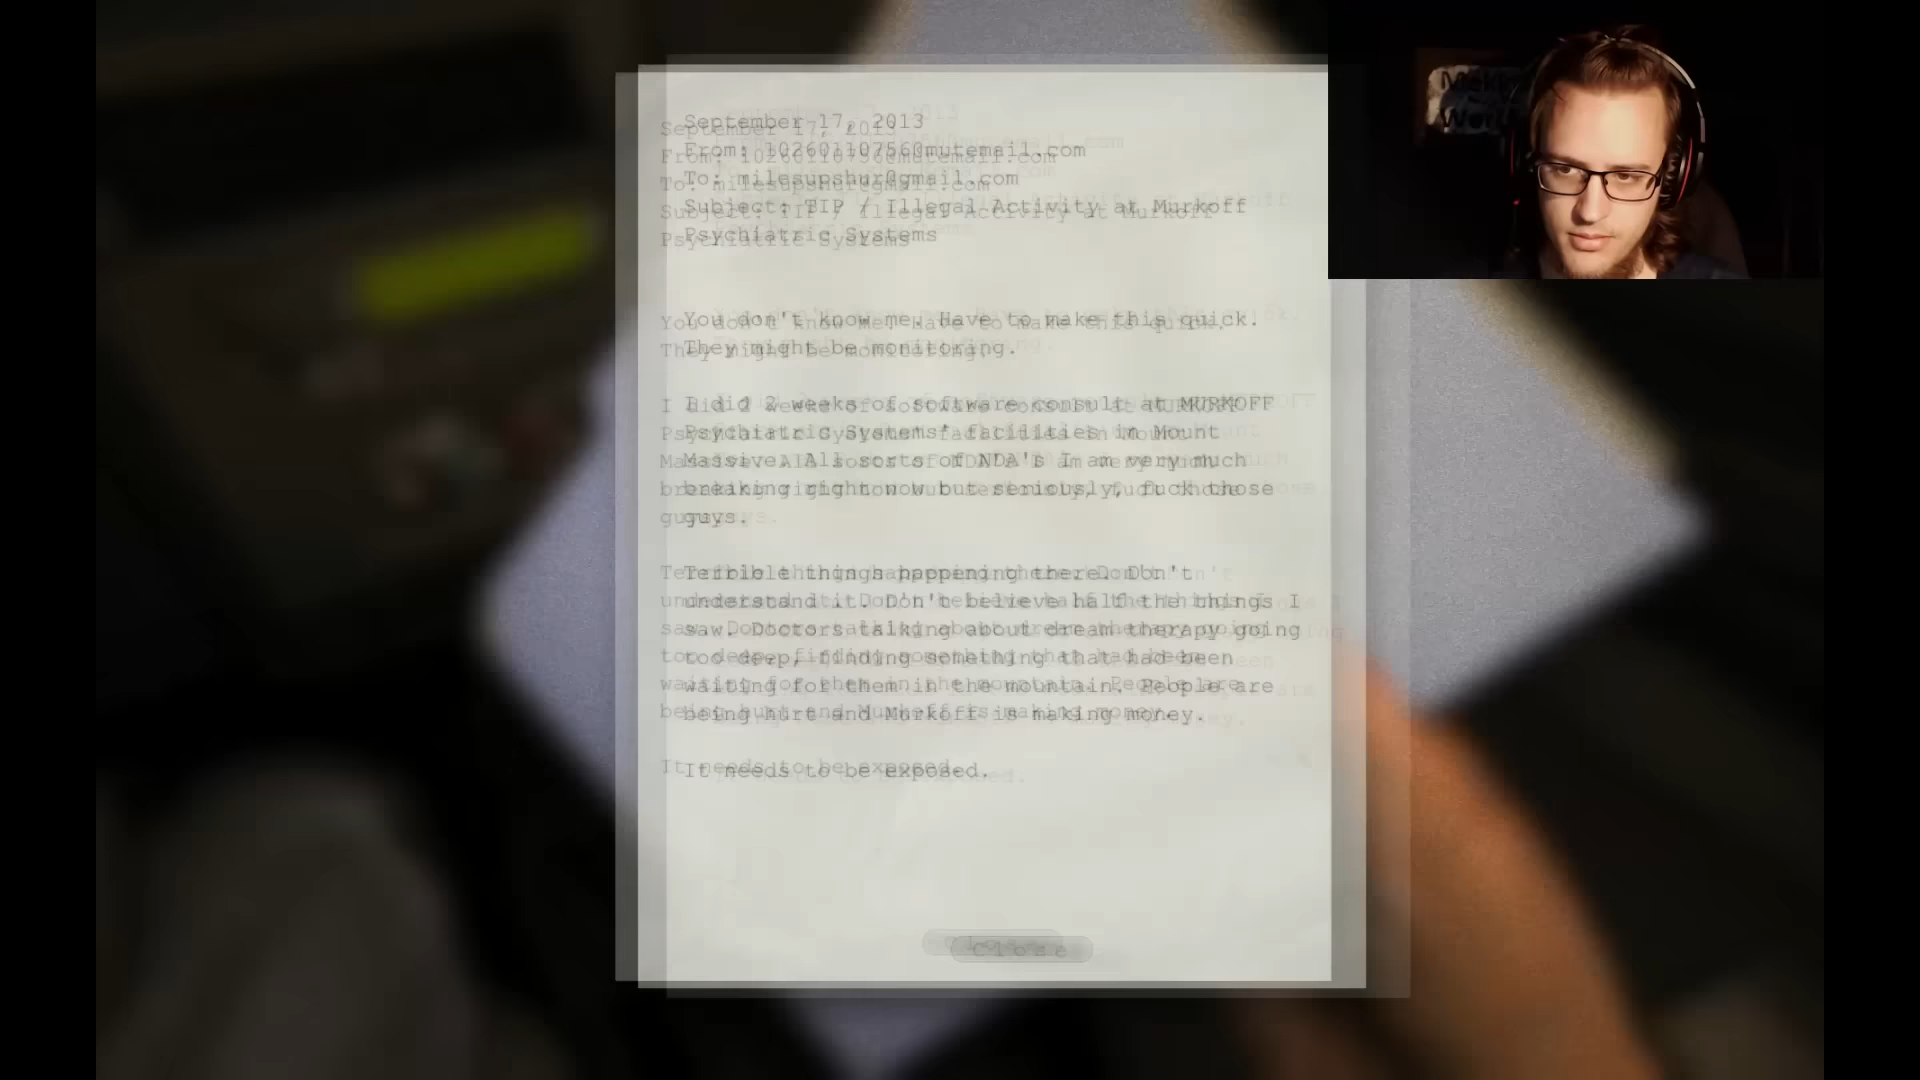 September 17, 2013
From: 1026011075６@mutemail.com
To: milesupshur@gmail.com
Subject: TIP / Illegal Activity at Murkoff
Psychiatric Systems
You don't know me. Have to make this quick.
They might be monitoring.
I did 2 weeks of software consult at MURKOFF
Psychiatric Systems' facilities in Mount
Massive. All sorts of NDA's I am very much
breaking right now but seriously, fuck those
guys.
Terrible things happening there. Don't
understand it. Don't believe half the things I
saw. Doctors talking about dream therapy going
too deep, finding something that had been
waiting for them in the mountain. People are
being hurt and Murkoff is making money.
It needs to be exposed.
Close